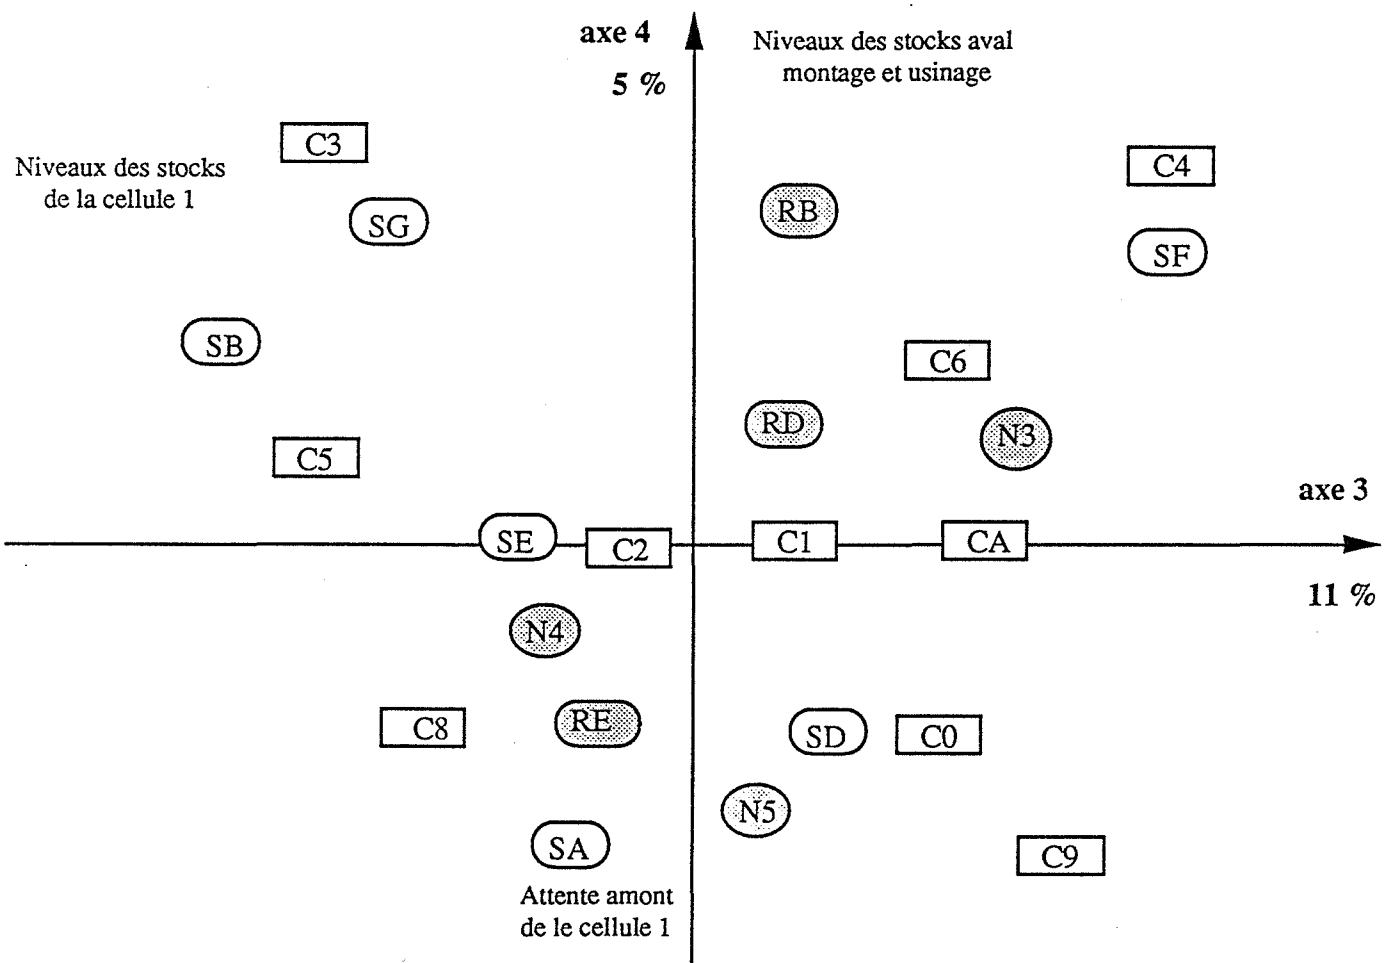 axe 4
5 %
Niveaux des stocks aval
montage et usinage
C3
C4
Niveaux des stocks
de la cellule 1
SG
RB
SF
SB
C6
RD
N3
C5
axe 3
SE
C2
C1
CA
11 %
N4
C8
RE
SD
C0
N5
SA
C9
Attente amont
de le cellule 1